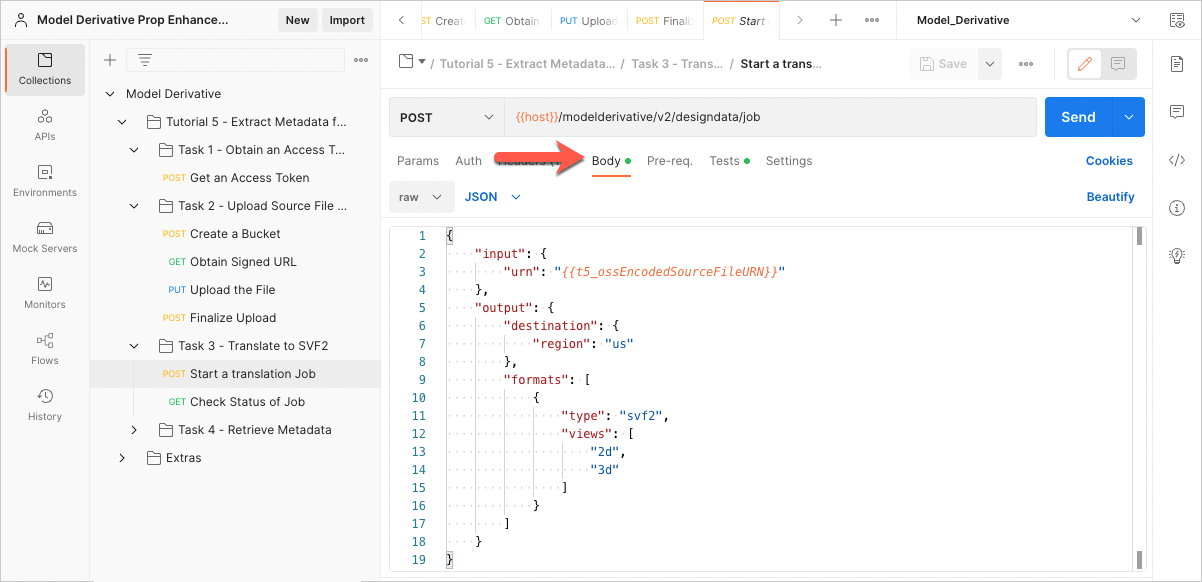 Model Derivative Prop Enhance...
New
Import
ST Create
GET Obtain
PUT Upload
POST Finaliz
POST Start
Model_Derivative
Collections
APIs
Environments
Mock Servers
Monitors
Flows
History
Model Derivative
Tutorial 5 - Extract Metadata f...
Task 1 - Obtain an Access T...
POST Get an Access Token
Task 2 - Upload Source File ...
POST Create a Bucket
GET Obtain Signed URL
PUT Upload the File
POST Finalize Upload
Task 3 - Translate to SVF2
POST Start a translation Job
GET Check Status of Job
Task 4 - Retrieve Metadata
Extras
/ Tutorial 5 - Extract Metadata... / Task 3 - Trans... / Start a trans...
Save
POST
{{host}}/modelderivative/v2/designdata/job
Send
Params Auth Headers Body Pre-req. Tests Settings
Cookies
raw JSON
Beautify
1 {
2 "input": {
3 "urn": "{{t5_ossEncodedSourceFileURN}}"
4 },
5 "output": {
6 "destination": {
7 "region": "us"
8 },
9 "formats": [
10 {
11 "type": "svf2",
12 "views": [
13 "2d",
14 "3d"
15 ]
16 }
17 ]
18 }
19 }